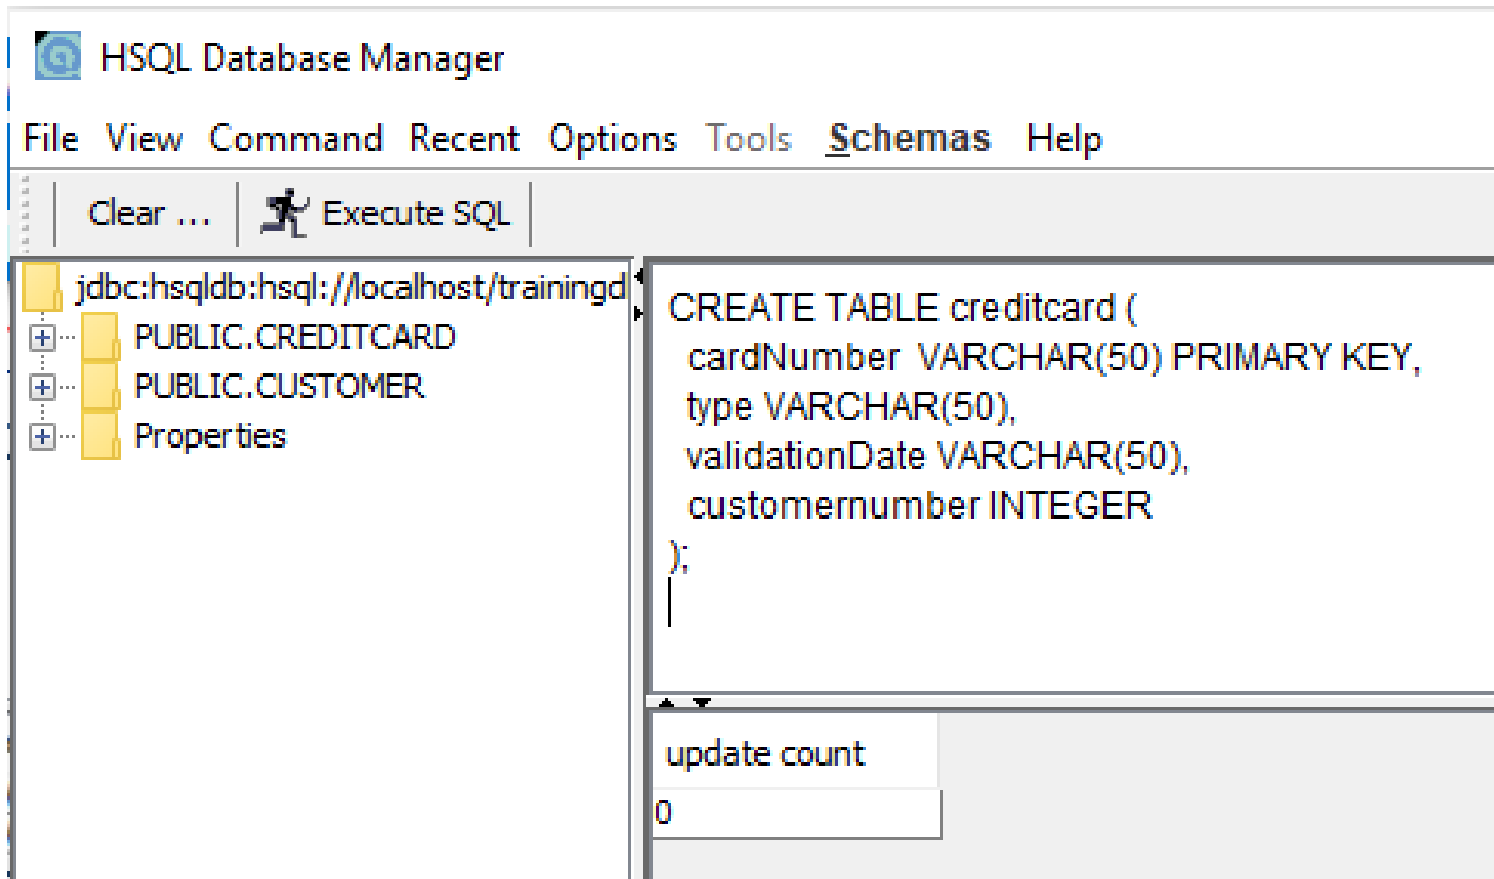 HSQL Database Manager
File View Command Recent Options Tools Schemas Help
Clear ... Execute SQL
jdbc:hsqldb:hsql://localhost/trainingd
PUBLIC.CREDITCARD
PUBLIC.CUSTOMER
Properties
CREATE TABLE creditcard (
cardNumber VARCHAR(50) PRIMARY KEY,
type VARCHAR(50),
validationDate VARCHAR(50),
customernumber INTEGER
);
update count
0